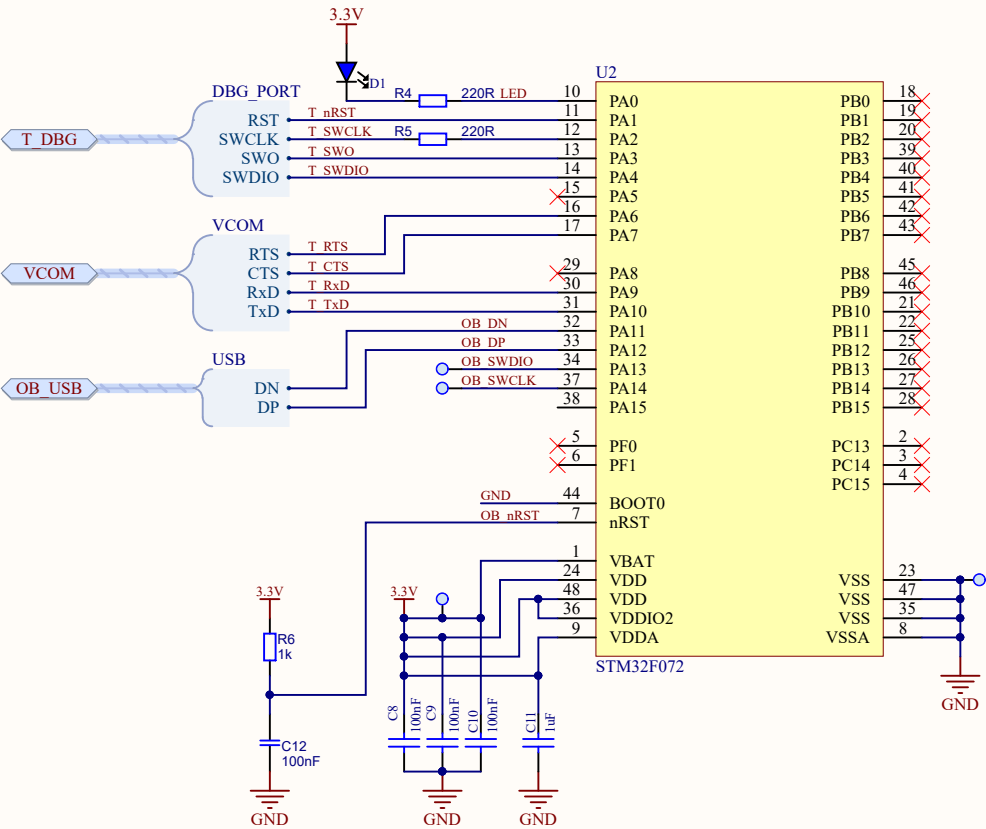 3.3V
D1
U2
DBG_PORT
R4 220R LED 10 PA0 PB0 18
RST T_nRST 11 PA1 PB1 19
T_DBG SWCLK T_SWCLK R5 220R 12 PA2 PB2 20
SWO T_SWO 13 PA3 PB3 39
SWDIO T_SWDIO 14 PA4 PB4 40
15 PA5 PB5 41
16 PA6 PB6 42
VCOM 17 PA7 PB7 43
RTS T_RTS
VCOM CTS T_CTS 29 PA8 PB8 45
RxD T_RxD 30 PA9 PB9 46
TxD T_TxD 31 PA10 PB10 21
OB_DN 32 PA11 PB11 22
USB OB_DP 33 PA12 PB12 25
OB_SWDIO 34 PA13 PB13 26
OB_USB DN OB_SWCLK 37 PA14 PB14 27
DP 38 PA15 PB15 28
5 PF0 PC13 2
6 PF1 PC14 3
PC15 4
GND 44 BOOT0
OB_nRST 7 nRST
1 VBAT
24 VDD VSS 23
3.3V 3.3V 48 VDD VSS 47
36 VDDIO2 VSS 35
R6 9 VDDA VSSA 8
1k
STM32F072
GND
C8 100nF
C9 100nF
C10 100nF
C11 1uF
C12
100nF
GND GND GND